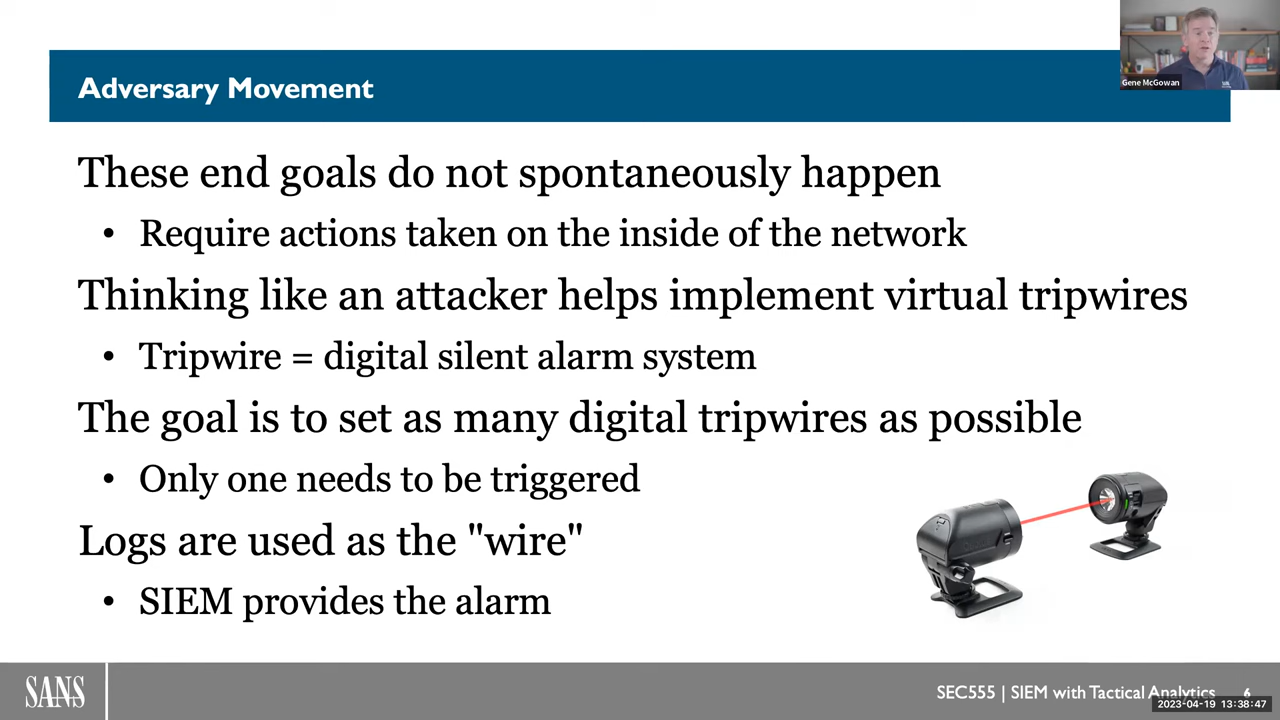 Gene McGowan
Adversary Movement
These end goals do not spontaneously happen
• Require actions taken on the inside of the network
Thinking like an attacker helps implement virtual tripwires
• Tripwire = digital silent alarm system
The goal is to set as many digital tripwires as possible
• Only one needs to be triggered
Logs are used as the "wire"
• SIEM provides the alarm
SANS
SEC555 | SIEM with Tactical Analytics 6
2023-04-19 13:38:47